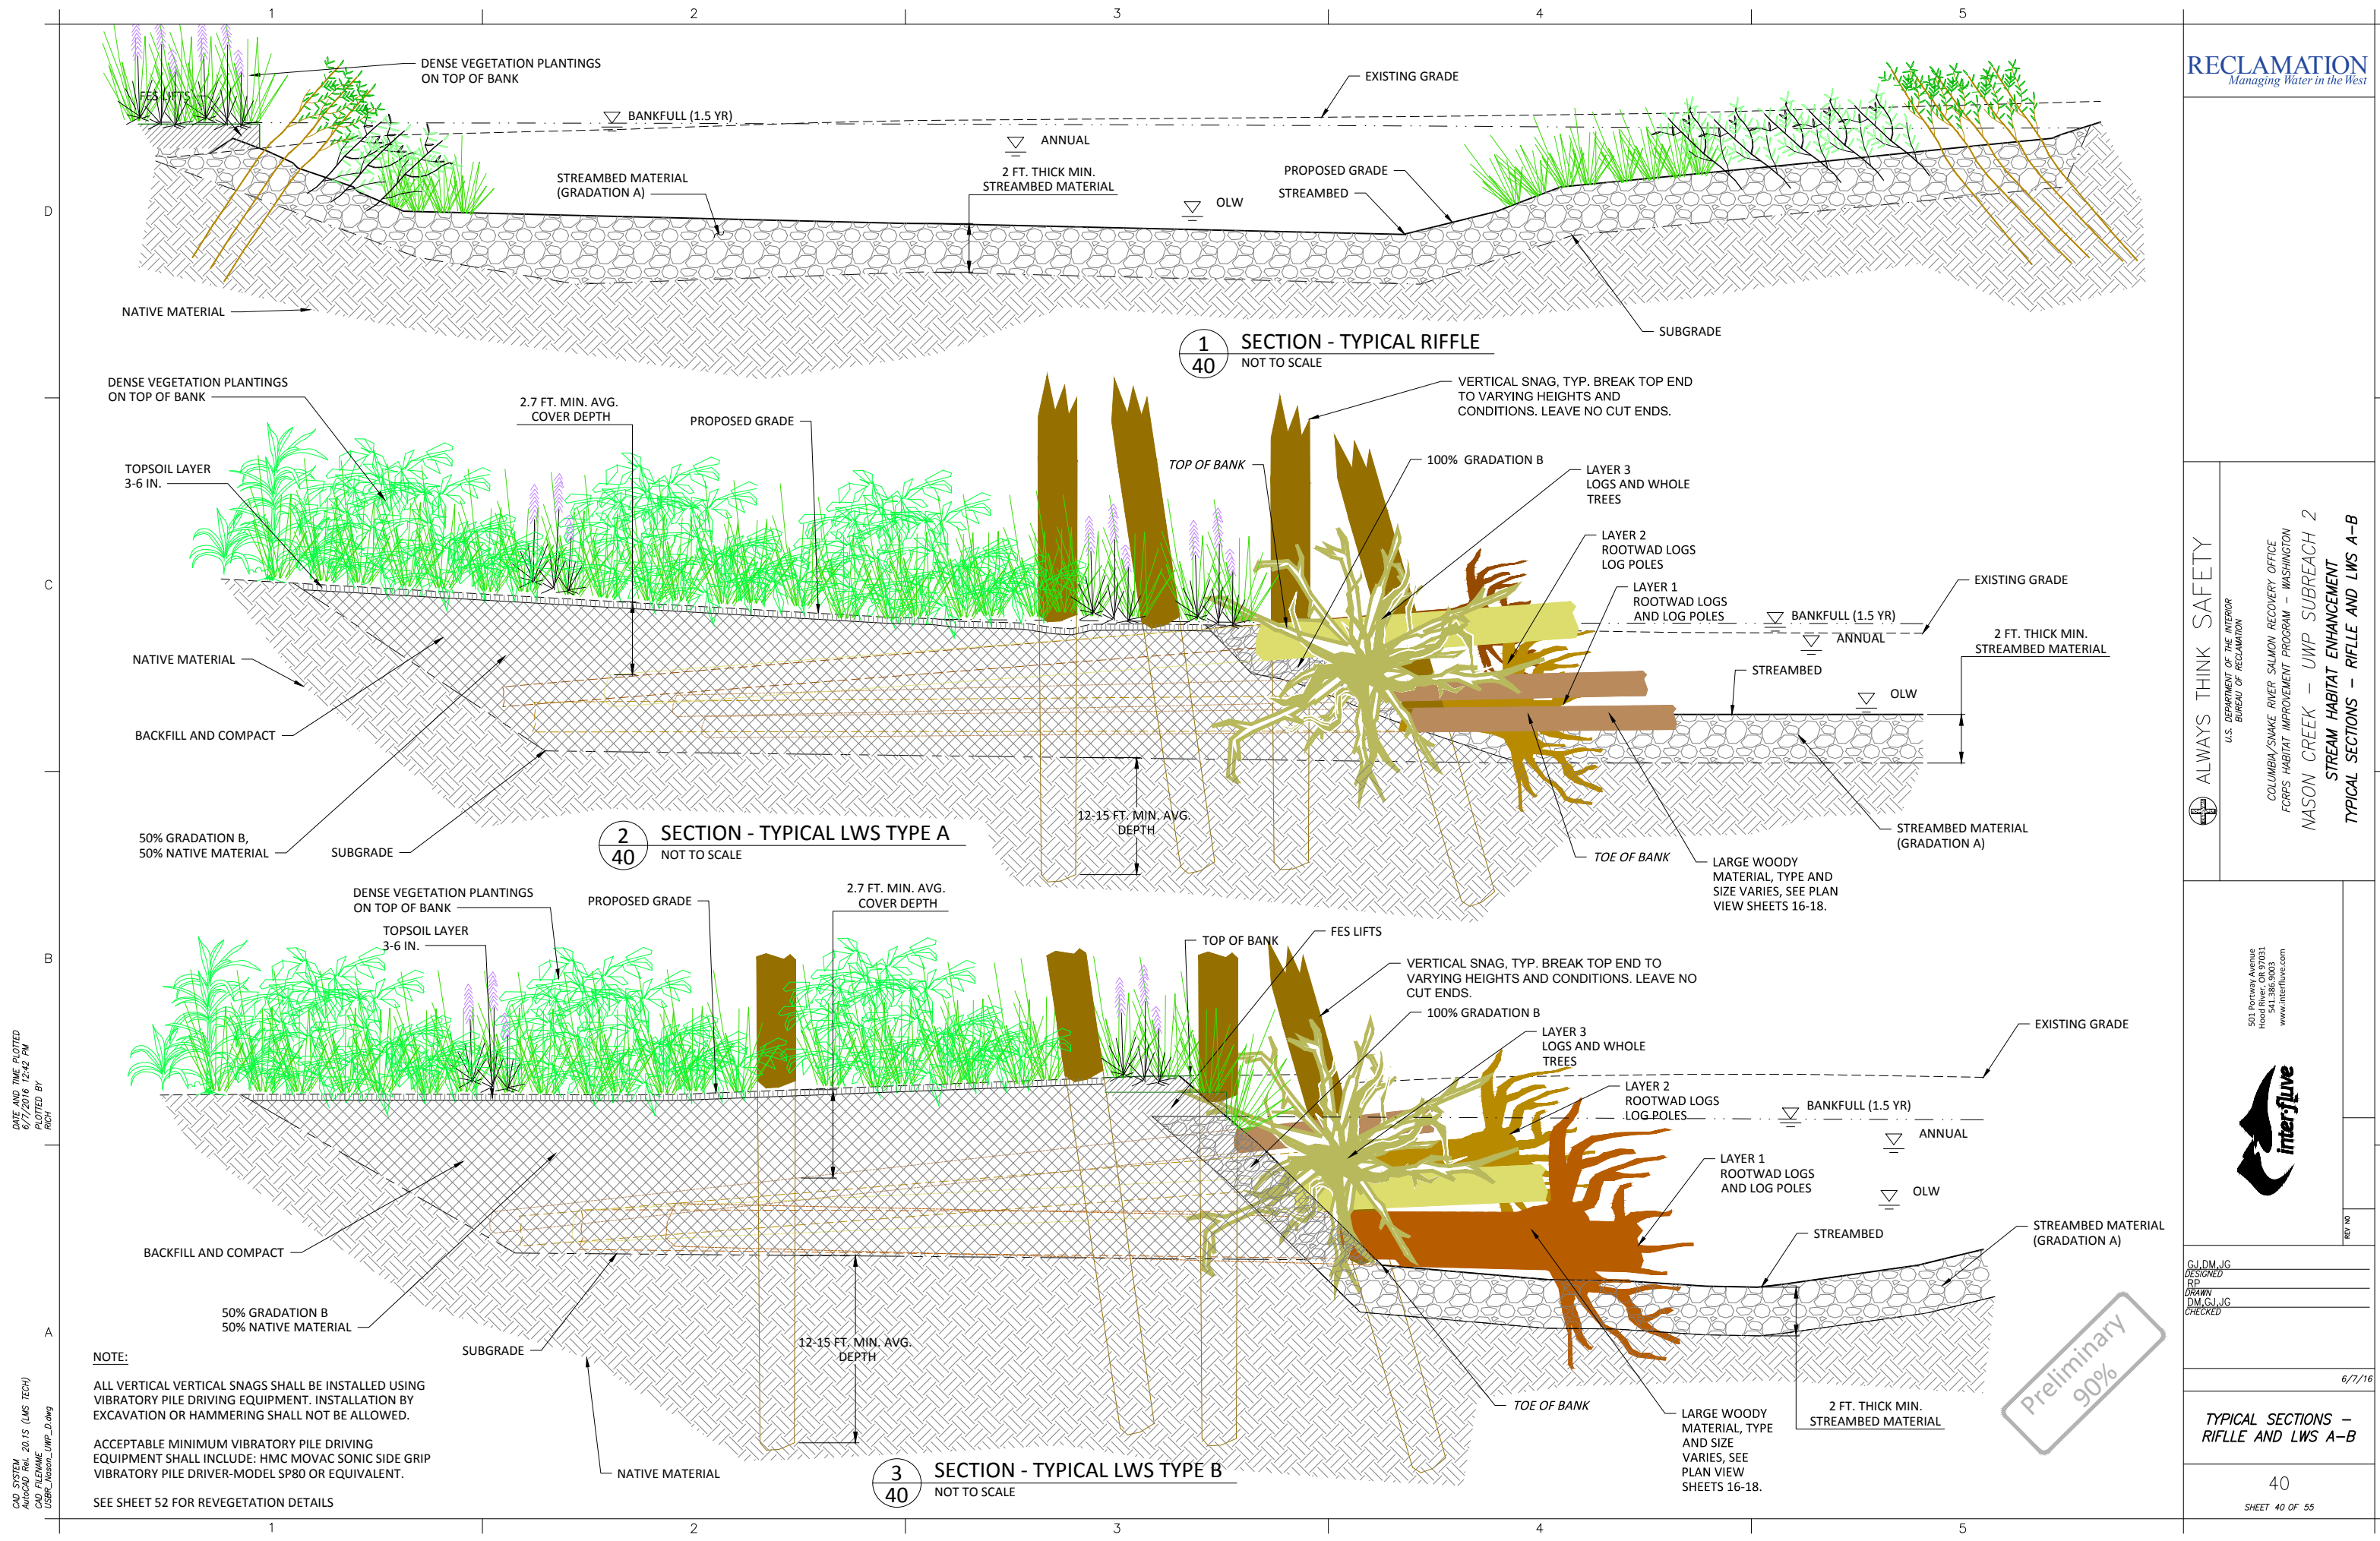 1 2 3 4 5
DENSE VEGETATION PLANTINGS
ON TOP OF BANK
FES LIFTS
BANKFULL (1.5 YR)
EXISTING GRADE
ANNUAL
STREAMBED MATERIAL
(GRADATION A)
2 FT. THICK MIN.
STREAMBED MATERIAL
OLW
PROPOSED GRADE
STREAMBED
D
NATIVE MATERIAL
SUBGRADE
1
40
SECTION - TYPICAL RIFFLE
NOT TO SCALE
DENSE VEGETATION PLANTINGS
ON TOP OF BANK
2.7 FT. MIN. AVG.
COVER DEPTH
PROPOSED GRADE
VERTICAL SNAG, TYP. BREAK TOP END
TO VARYING HEIGHTS AND
CONDITIONS. LEAVE NO CUT ENDS.
TOPSOIL LAYER
3-6 IN.
TOP OF BANK
100% GRADATION B
LAYER 3
LOGS AND WHOLE
TREES
LAYER 2
ROOTWAD LOGS
LOG POLES
LAYER 1
ROOTWAD LOGS
AND LOG POLES
C
EXISTING GRADE
BANKFULL (1.5 YR)
ANNUAL
2 FT. THICK MIN.
STREAMBED MATERIAL
NATIVE MATERIAL
STREAMBED
OLW
BACKFILL AND COMPACT
12-15 FT. MIN. AVG.
DEPTH
50% GRADATION B,
50% NATIVE MATERIAL
SUBGRADE
2
40
SECTION - TYPICAL LWS TYPE A
NOT TO SCALE
TOE OF BANK
STREAMBED MATERIAL
(GRADATION A)
LARGE WOODY
MATERIAL, TYPE AND
SIZE VARIES, SEE PLAN
VIEW SHEETS 16-18.
DENSE VEGETATION PLANTINGS
ON TOP OF BANK
PROPOSED GRADE
2.7 FT. MIN. AVG.
COVER DEPTH
TOPSOIL LAYER
3-6 IN.
TOP OF BANK
FES LIFTS
B
VERTICAL SNAG, TYP. BREAK TOP END TO
VARYING HEIGHTS AND CONDITIONS. LEAVE NO
CUT ENDS.
100% GRADATION B
LAYER 3
LOGS AND WHOLE
TREES
LAYER 2
ROOTWAD LOGS
LOG POLES
EXISTING GRADE
BANKFULL (1.5 YR)
ANNUAL
LAYER 1
ROOTWAD LOGS
AND LOG POLES
OLW
STREAMBED
STREAMBED MATERIAL
(GRADATION A)
BACKFILL AND COMPACT
50% GRADATION B
50% NATIVE MATERIAL
SUBGRADE
12-15 FT. MIN. AVG.
DEPTH
A
NATIVE MATERIAL
3
40
SECTION - TYPICAL LWS TYPE B
NOT TO SCALE
TOE OF BANK
LARGE WOODY
MATERIAL, TYPE
AND SIZE
VARIES, SEE
PLAN VIEW
SHEETS 16-18.
2 FT. THICK MIN.
STREAMBED MATERIAL
NOTE:
ALL VERTICAL VERTICAL SNAGS SHALL BE INSTALLED USING
VIBRATORY PILE DRIVING EQUIPMENT. INSTALLATION BY
EXCAVATION OR HAMMERING SHALL NOT BE ALLOWED.
ACCEPTABLE MINIMUM VIBRATORY PILE DRIVING
EQUIPMENT SHALL INCLUDE: HMC MOVAC SONIC SIDE GRIP
VIBRATORY PILE DRIVER-MODEL SP80 OR EQUIVALENT.
SEE SHEET 52 FOR REVEGETATION DETAILS
1 2 3 4 5
DATE AND TIME PLOTTED
6/7/2016 12:42 PM
PLOTTED BY
RICH
CAD SYSTEM
AutoCAD Rel. 20.1S (LMS TECH)
CAD FILENAME
USBR_Nason_UWP_D.dwg
RECLAMATION
Managing Water in the West
ALWAYS THINK SAFETY
U.S. DEPARTMENT OF THE INTERIOR
BUREAU OF RECLAMATION
COLUMBIA/SNAKE RIVER SALMON RECOVERY OFFICE
FCRPS HABITAT IMPROVEMENT PROGRAM - WASHINGTON
NASON CREEK - UWP SUBREACH 2
STREAM HABITAT ENHANCEMENT
TYPICAL SECTIONS - RIFLLE AND LWS A-B
501 Portway Avenue
Hood River, OR 97031
541.386.9003
www.interfluve.com
inter-fluve
REV NO
GJ,DM,JG
DESIGNED
RP
DRAWN
DM,GJ,JG
CHECKED
Preliminary
90%
6/7/16
TYPICAL SECTIONS -
RIFLLE AND LWS A-B
40
SHEET 40 OF 55